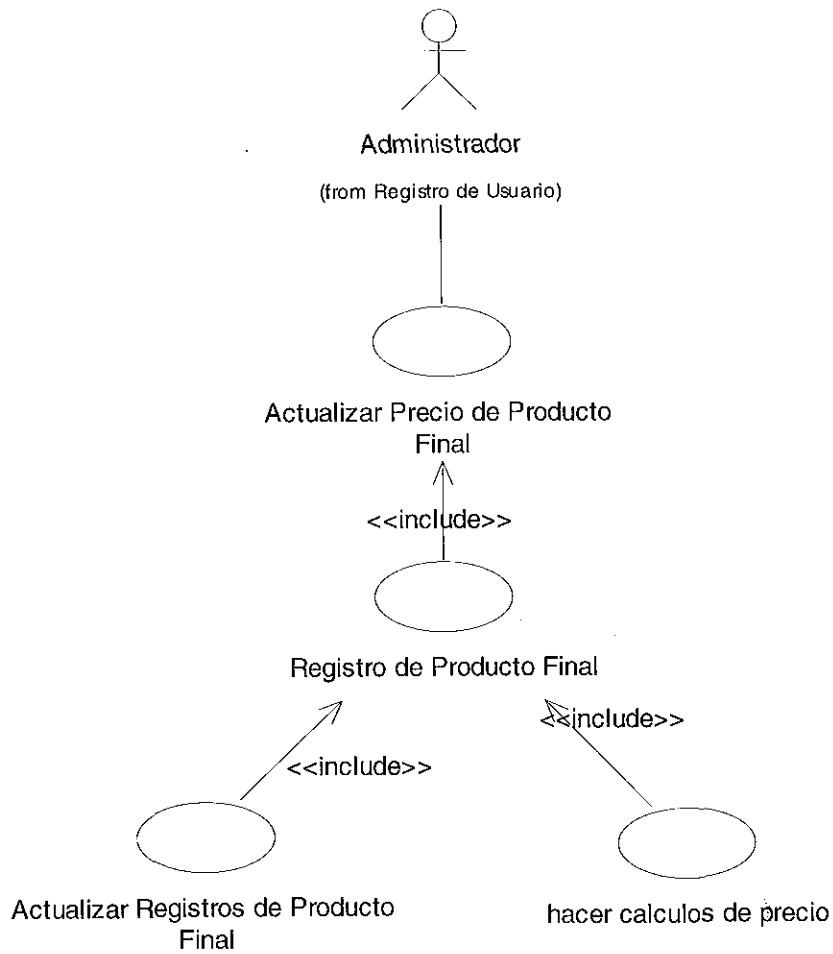 Administrador
(from Registro de Usuario)
Actualizar Precio de Producto
Final
<<include>>
Registro de Producto Final
<<include>>
<<include>>
Actualizar Registros de Producto
Final
hacer calculos de precio